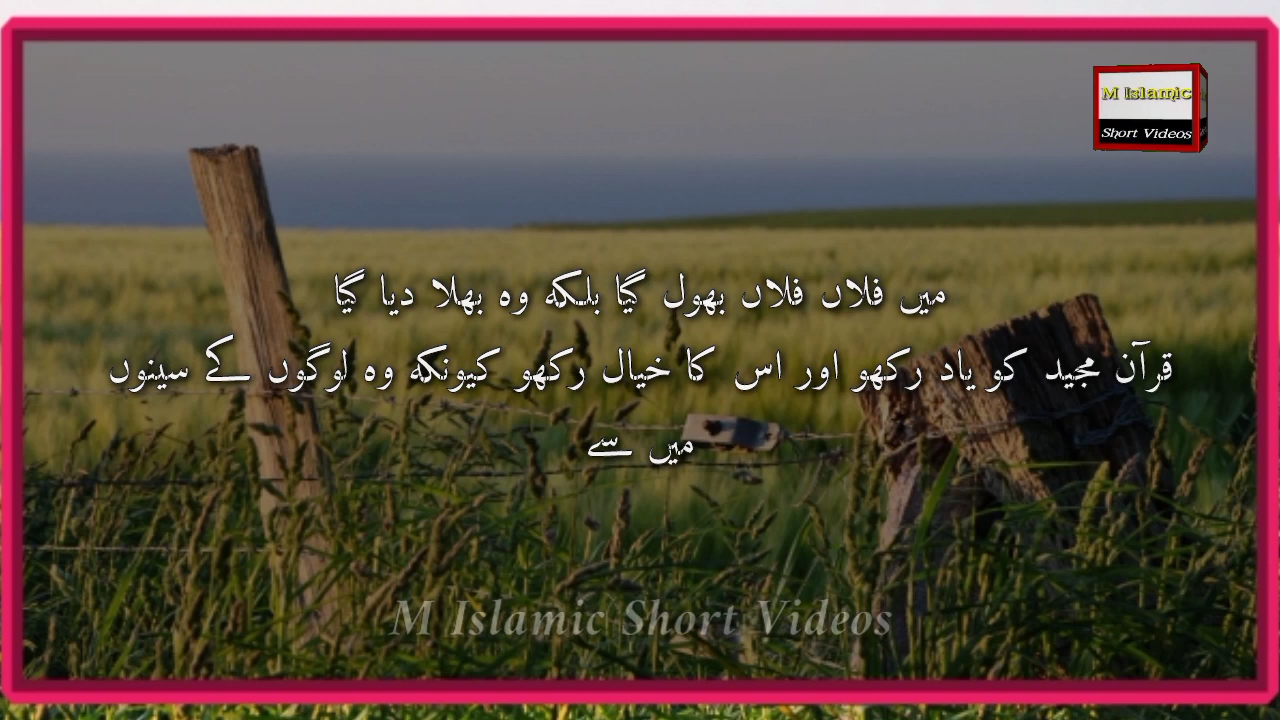 M Islamic
Short Videos
میں فلاں فلاں بھول گیا بلکہ وہ بھلا دیا گیا
قرآن مجید کو یاد رکھو اور اس کا خیال رکھو کیونکہ وہ لوگوں کے سینوں
میں سے
M Islamic Short Videos